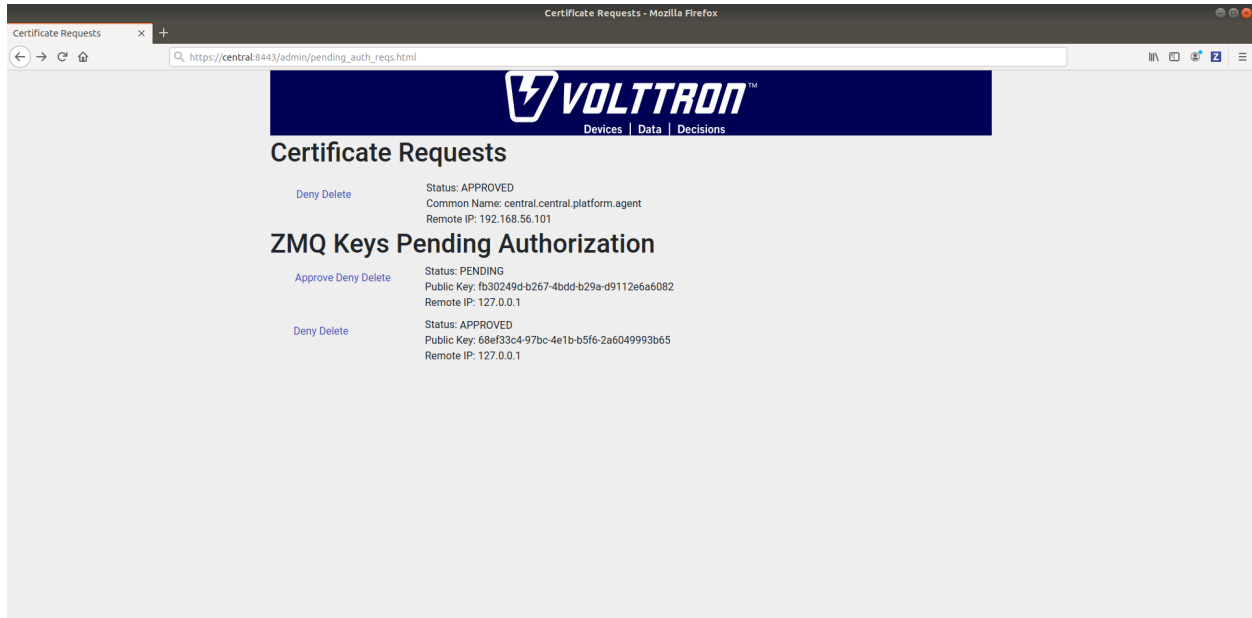 Certificate Requests - Mozilla Firefox
Certificate Requests
https://central:8443/admin/pending_auth_reqs.html
VOLTTRON™
Devices | Data | Decisions
Certificate Requests
Deny Delete
Status: APPROVED
Common Name: central.central.platform.agent
Remote IP: 192.168.56.101
ZMQ Keys Pending Authorization
Approve Deny Delete
Status: PENDING
Public Key: fb30249d-b267-4bdd-b29a-d9112e6a6082
Remote IP: 127.0.0.1
Deny Delete
Status: APPROVED
Public Key: 68ef33c4-97bc-4e1b-b5f6-2a6049993b65
Remote IP: 127.0.0.1